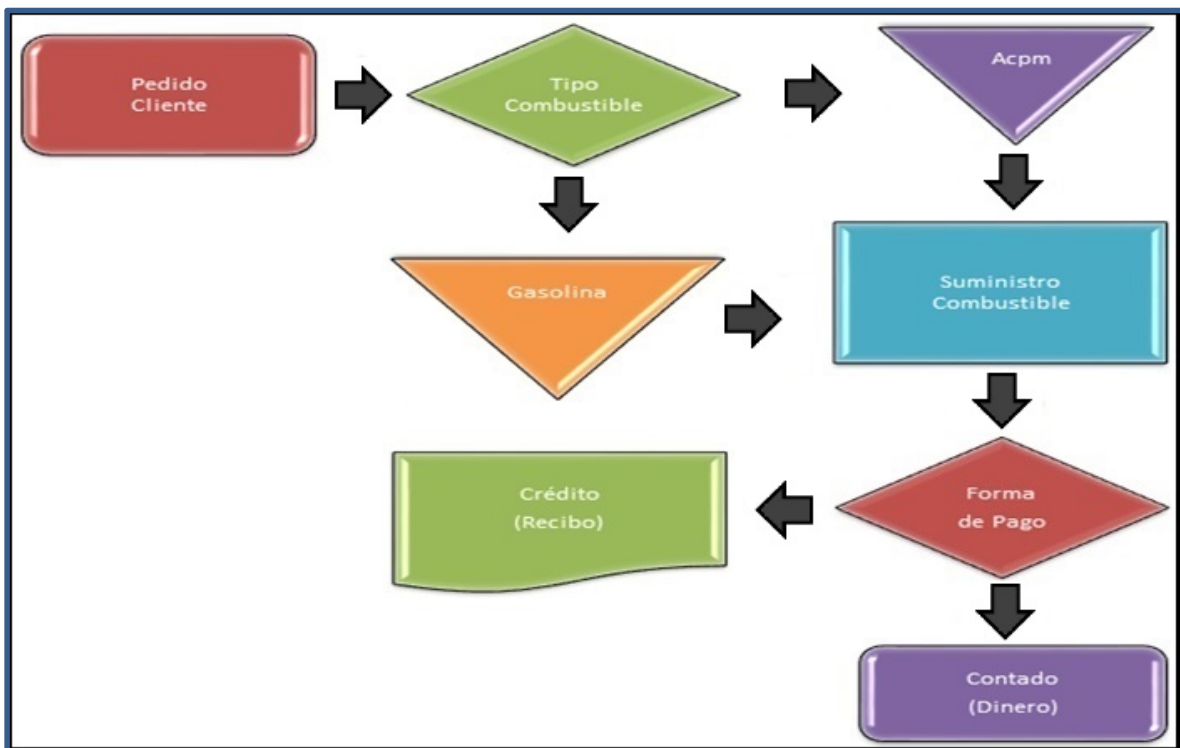 Pedido
Cliente
Tipo
Combustible
Acpm
Gasolina
Suministro
Combustible
Crédito
(Recibo)
Forma
de Pago
Contado
(Dinero)